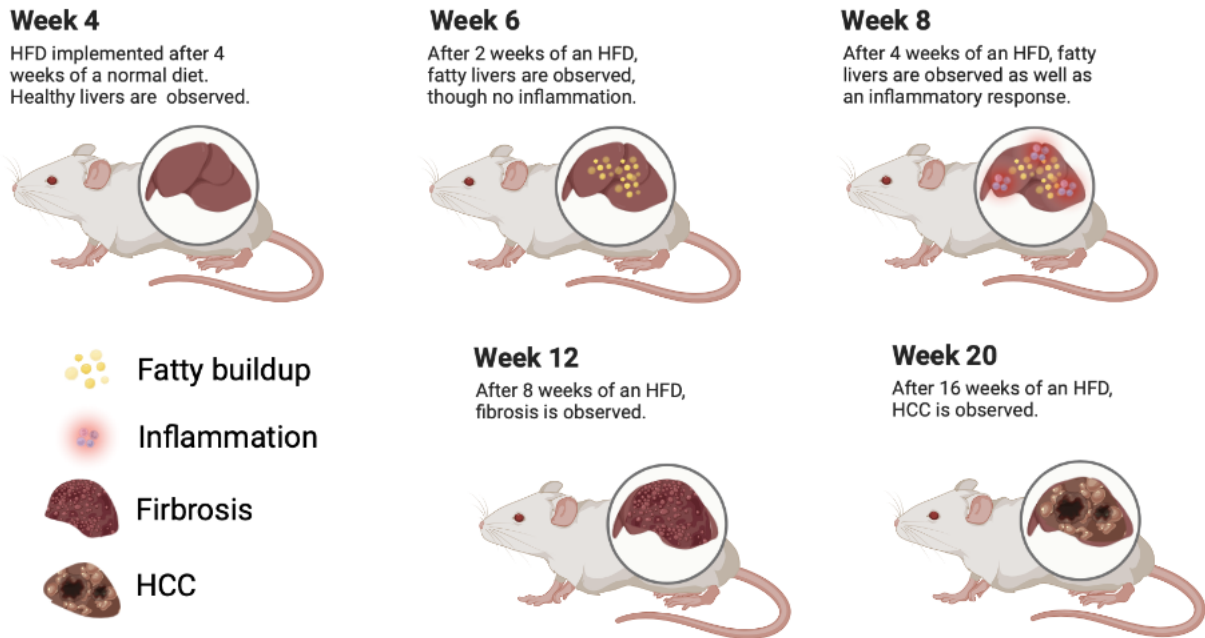 Week 4
HFD implemented after 4
weeks of a normal diet.
Healthy livers are observed.
Week 6
After 2 weeks of an HFD,
fatty livers are observed,
though no inflammation.
Week 8
After 4 weeks of an HFD, fatty
livers are observed as well as
an inflammatory response.
Fatty buildup
Inflammation
Firbrosis
HCC
Week 12
After 8 weeks of an HFD,
fibrosis is observed.
Week 20
After 16 weeks of an HFD,
HCC is observed.